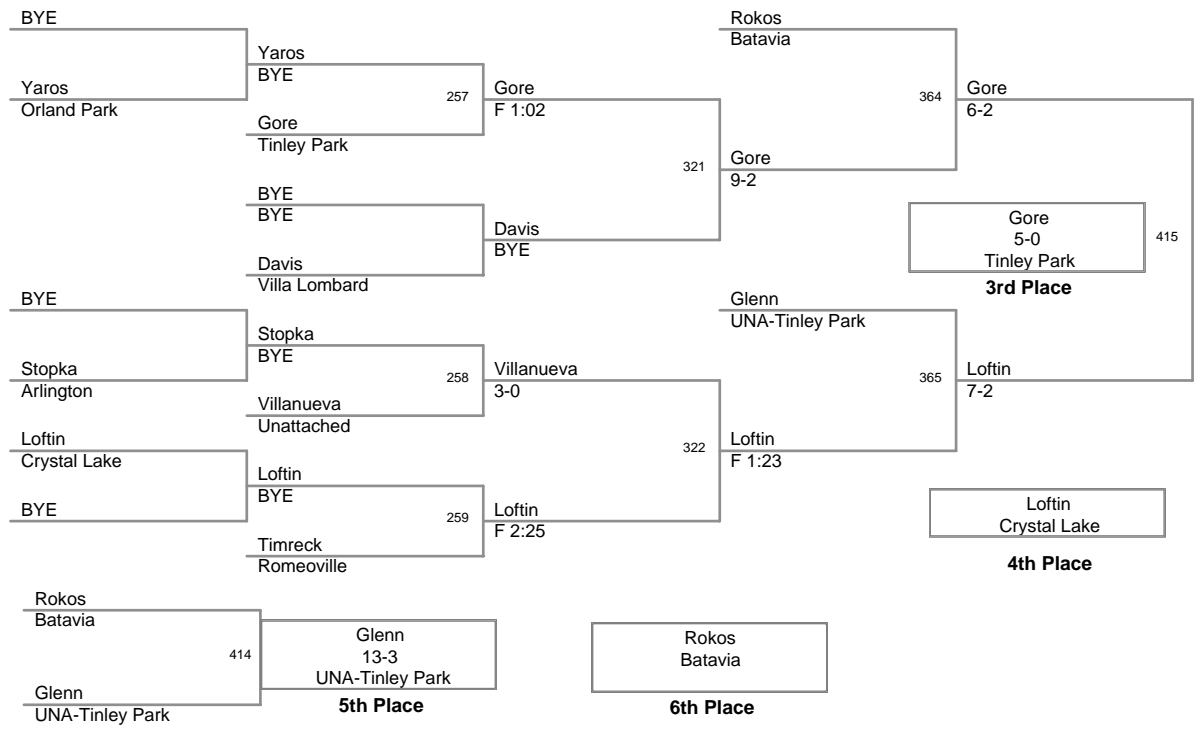 BYE
Yaros
Orland Park
Yaros
BYE
Gore
Tinley Park
257
Gore
F 1:02
BYE
BYE
Davis
Villa Lombard
Davis
BYE
321
Gore
9-2
Rokos
Batavia
364
Gore
6-2
BYE
Stopka
Arlington
Stopka
BYE
Villanueva
Unattached
258
Villanueva
3-0
Loftin
Crystal Lake
BYE
Loftin
BYE
Timreck
Romeoville
259
Loftin
F 2:25
322
Loftin
F 1:23
Glenn
UNA-Tinley Park
365
Loftin
7-2
415
Gore
5-0
Tinley Park
3rd Place
Loftin
Crystal Lake
4th Place
Rokos
Batavia
Glenn
UNA-Tinley Park
414
Glenn
13-3
UNA-Tinley Park
5th Place
Rokos
Batavia
6th Place